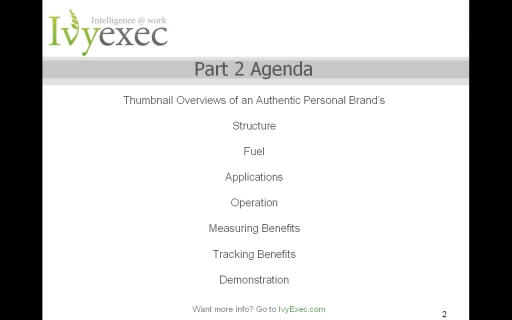 Intelligence @ work
Ivyexec
Part 2 Agenda
Thumbnail Overviews of an Authentic Personal Brand's
Structure
Fuel
Applications
Operation
Measuring Benefits
Tracking Benefits
Demonstration
Want more info? Go to IvyExec.com
2